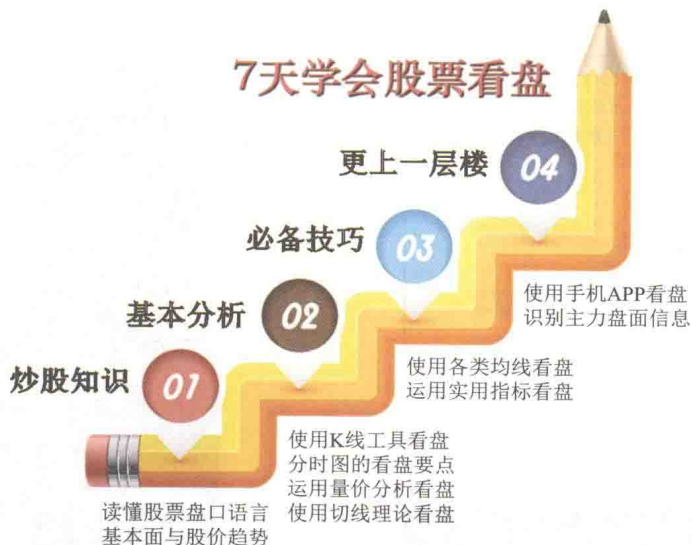 7天学会股票看盘
更上一层楼
04
必备技巧
03
使用手机APP看盘
识别主力盘面信息
基本分析
02
使用各类均线看盘
运用实用指标看盘
炒股知识
01
使用K线工具看盘
分时图的看盘要点
运用量价分析看盘
使用切线理论看盘
读懂股票盘口语言
基本面与股价趋势